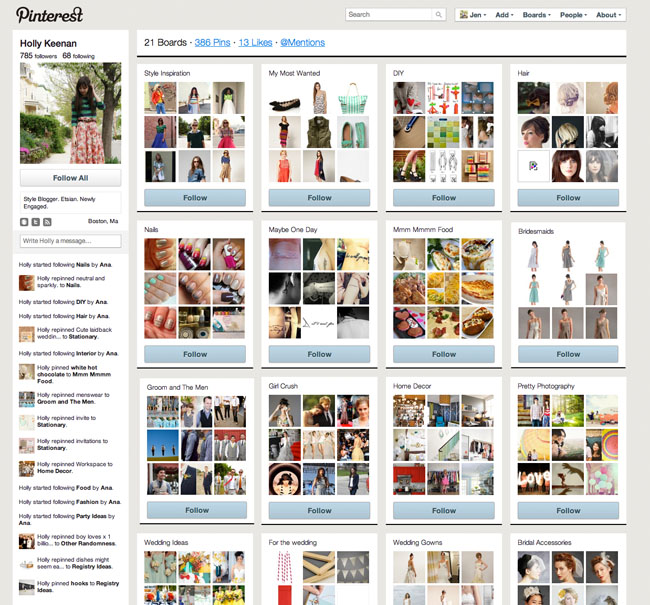 Pinterest
Search
Jen
Add
Boards
People
About
Holly Keenan
785 followers 68 following
Follow All
Style Blogger. Etsian. Newly
Engaged.
Boston, Ma
Write Holly a message...
Holly started following Nails by Ana.
Holly repinned neutral and
sparkly. to Nails.
Holly started following DIY by Ana.
Holly started following Hair by Ana.
Holly repinned Cute laidback
weddin... to Stationary.
Holly started following Interior by Ana.
Holly pinned white hot
chocolate to Mmm Mmmm
Food.
Holly repinned menswear to
Groom and The Men.
Holly repinned invite to
Stationary.
Holly repinned invitations to
Stationary.
Holly repinned Workspace to
Home Decor.
Holly started following Food by Ana.
Holly started following Fashion by Ana.
Holly started following Party Ideas by
Ana.
Holly repinned boy loves x 1
billio... to Other Randomness.
Holly repinned dishes might
seem ea... to Registry Ideas.
Holly pinned hooks to Registry
Ideas.
21 Boards · 386 Pins · 13 Likes · @Mentions
Style Inspiration
Follow
My Most Wanted
Follow
DIY
Follow
Hair
Follow
Nails
Follow
Maybe One Day
Follow
Mmm Mmmm Food
Follow
Bridesmaids
Follow
Groom and The Men
Follow
Girl Crush
Follow
Home Decor
Follow
Pretty Photography
Follow
Wedding Ideas
For the wedding
Wedding Gowns
Bridal Accessories